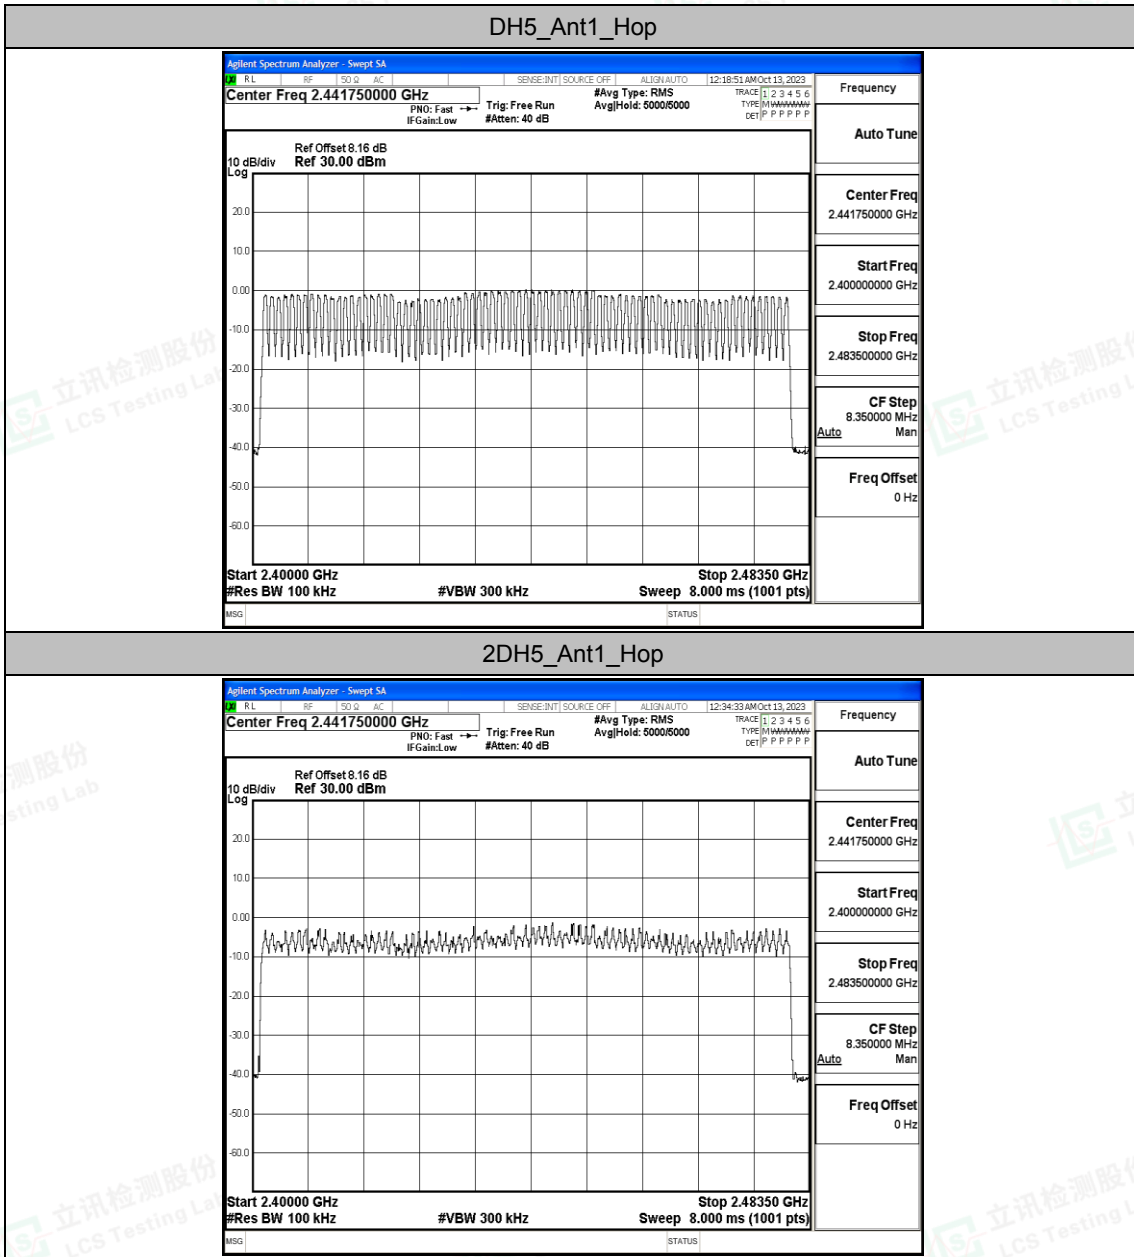 DH5_Ant1_Hop
Agilent Spectrum Analyzer - Swept SA
LXI RL RF 50 Ω AC SENSE:INT SOURCE OFF ALIGN AUTO 12:18:51 AM Oct 13, 2023
Center Freq 2.441750000 GHz #Avg Type: RMS TRACE 1 2 3 4 5 6
PNO: Fast Trig: Free Run Avg|Hold: 5000/5000 TYPE M WWWWW
IFGain:Low #Atten: 40 dB DET P P P P P P
Ref Offset 8.16 dB
10 dB/div Ref 30.00 dBm
Log
20.0
10.0
0.00
-10.0
-20.0
-30.0
-40.0
-50.0
-60.0
Start 2.40000 GHz Stop 2.48350 GHz
#Res BW 100 kHz #VBW 300 kHz Sweep 8.000 ms (1001 pts)
MSG STATUS
Frequency
Auto Tune
Center Freq
2.441750000 GHz
Start Freq
2.400000000 GHz
Stop Freq
2.483500000 GHz
CF Step
8.350000 MHz
Auto Man
Freq Offset
0 Hz
2DH5_Ant1_Hop
Agilent Spectrum Analyzer - Swept SA
LXI RL RF 50 Ω AC SENSE:INT SOURCE OFF ALIGN AUTO 12:34:33 AM Oct 13, 2023
Center Freq 2.441750000 GHz #Avg Type: RMS TRACE 1 2 3 4 5 6
PNO: Fast Trig: Free Run Avg|Hold: 5000/5000 TYPE M WWWWW
IFGain:Low #Atten: 40 dB DET P P P P P P
Ref Offset 8.16 dB
10 dB/div Ref 30.00 dBm
Log
20.0
10.0
0.00
-10.0
-20.0
-30.0
-40.0
-50.0
-60.0
Start 2.40000 GHz Stop 2.48350 GHz
#Res BW 100 kHz #VBW 300 kHz Sweep 8.000 ms (1001 pts)
MSG STATUS
Frequency
Auto Tune
Center Freq
2.441750000 GHz
Start Freq
2.400000000 GHz
Stop Freq
2.483500000 GHz
CF Step
8.350000 MHz
Auto Man
Freq Offset
0 Hz
立讯检测股份
LCS Testing Lab